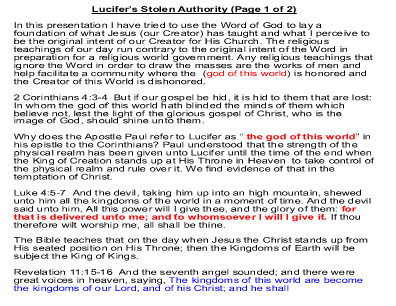 Lucifer's Stolen Authority (Page 1 of 2)
In this presentation I have tried to use the Word of God to lay a
foundation of what Jesus (our Creator) has taught and what I perceive to
be the original intent of our Creator for His Church. The religious
teachings of our day run contrary to the original intent of the Word in
preparation for a religious world government. Any religious teachings that
ignore the Word in order to draw the masses are the works of men and
help facilitate a community where the (god of this world) is honored and
the Creator of this World is dishonored.
2 Corinthians 4:3-4 But if our gospel be hid, it is hid to them that are lost:
In whom the god of this world hath blinded the minds of them which
believe not, lest the light of the glorious gospel of Christ, who is the
image of God, should shine unto them.
Why does the Apostle Paul refer to Lucifer as " the god of this world" in
his epistle to the Corinthians? Paul understood that the strength of the
physical realm has been given unto Lucifer until the time of the end when
the King of Creation stands up at His Throne in Heaven to take control of
the physical realm and rule over it. We find evidence of that in the
temptation of Christ.
Luke 4:5-7 And the devil, taking him up into an high mountain, shewed
unto him all the kingdoms of the world in a moment of time. And the devil
said unto him, All this power will I give thee, and the glory of them: for
that is delivered unto me; and to whomsoever I will I give it. If thou
therefore wilt worship me, all shall be thine.
The Bible teaches that on the day when Jesus the Christ stands up from
His seated position on His Throne; then the Kingdoms of Earth will be
subject the King of Kings.
Revelation 11:15-16 And the seventh angel sounded; and there were
great voices in heaven, saying, The kingdoms of this world are become
the kingdoms of our Lord, and of his Christ; and he shall